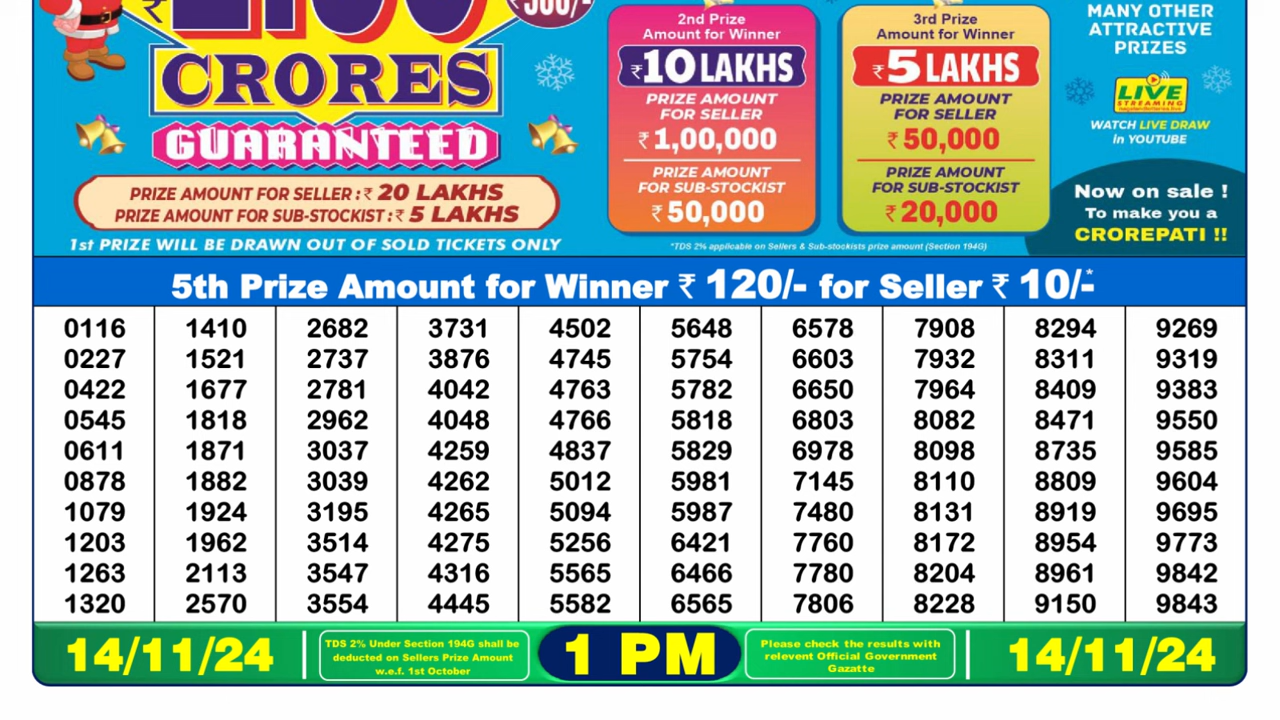 CRORES
GUARANTEED
PRIZE AMOUNT FOR SELLER :₹ 20 LAKHS
PRIZE AMOUNT FOR SUB-STOCKIST :₹ 5 LAKHS
1st PRIZE WILL BE DRAWN OUT OF SOLD TICKETS ONLY
2nd Prize
Amount for Winner
₹10 LAKHS
PRIZE AMOUNT
FOR SELLER
₹ 1,00,000
PRIZE AMOUNT
FOR SUB-STOCKIST
₹ 50,000
3rd Prize
Amount for Winner
₹5 LAKHS
PRIZE AMOUNT
FOR SELLER
₹ 50,000
PRIZE AMOUNT
FOR SUB-STOCKIST
₹ 20,000
*TDS 2% applicable on Sellers & Sub-stockists prize amount (Section 194G)
MANY OTHER
ATTRACTIVE
PRIZES
LIVE
STREAMING
WATCH LIVE DRAW
in YOUTUBE
Now on sale !
To make you a
CROREPATI !!
5th Prize Amount for Winner ₹ 120/- for Seller ₹ 10/-*
0116 1410 2682 3731 4502 5648 6578 7908 8294 9269
0227 1521 2737 3876 4745 5754 6603 7932 8311 9319
0422 1677 2781 4042 4763 5782 6650 7964 8409 9383
0545 1818 2962 4048 4766 5818 6803 8082 8471 9550
0611 1871 3037 4259 4837 5829 6978 8098 8735 9585
0878 1882 3039 4262 5012 5981 7145 8110 8809 9604
1079 1924 3195 4265 5094 5987 7480 8131 8919 9695
1203 1962 3514 4275 5256 6421 7760 8172 8954 9773
1263 2113 3547 4316 5565 6466 7780 8204 8961 9842
1320 2570 3554 4445 5582 6565 7806 8228 9150 9843
14/11/24
TDS 2% Under Section 194G shall be
deducted on Sellers Prize Amount
w.e.f. 1st October
1 PM
Please check the results with
relevent Official Government
Gazatte
14/11/24